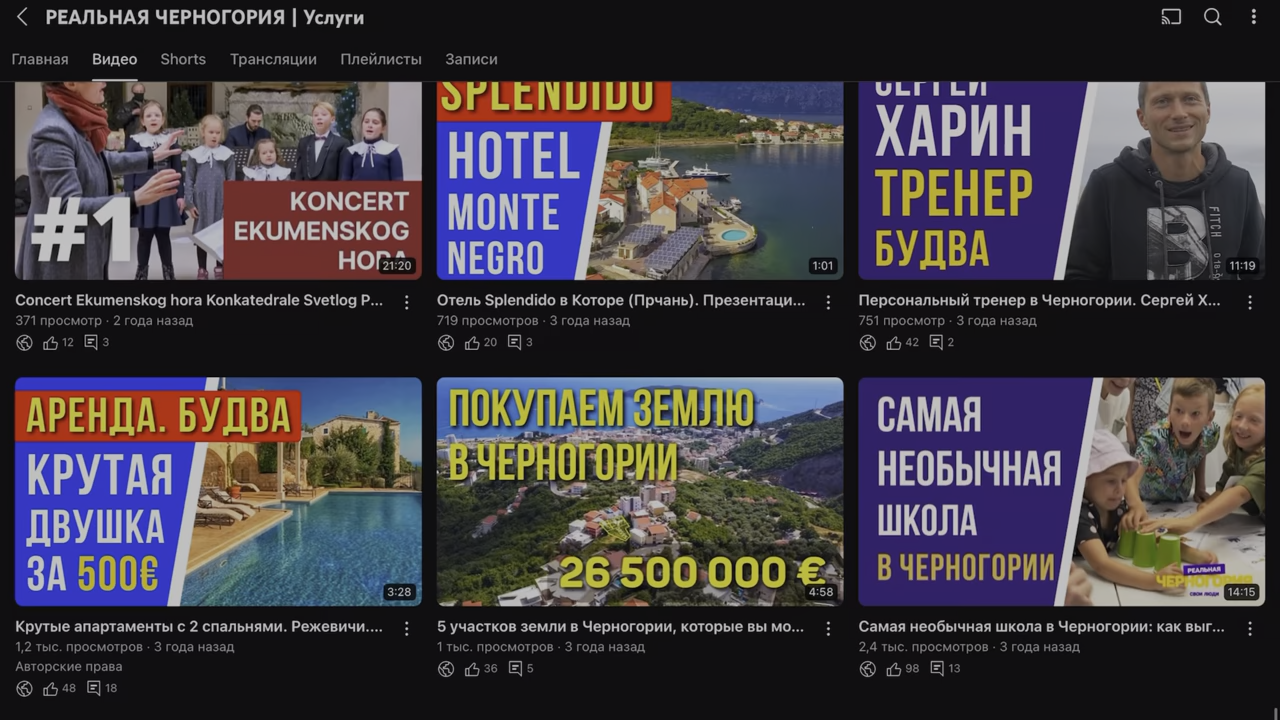 РЕАЛЬНАЯ ЧЕРНОГОРИЯ | Услуги
Главная Видео Shorts Трансляции Плейлисты Записи
#1
KONCERT
EKUMENSKOG
HORA
21:20
SPLENDIDO
HOTEL
MONTE
NEGRO
1:01
СЕРГЕЙ
ХАРИН
ТРЕНЕР
БУДВА
FITCH
11:19
Concert Ekumenskog hora Konkatedrale Svetlog P...
371 просмотр · 2 года назад
12 3
Отель Splendido в Которе (Прчань). Презентаци...
719 просмотров · 3 года назад
20 3
Персональный тренер в Черногории. Сергей Х...
751 просмотр · 3 года назад
42 2
АРЕНДА. БУДВА
КРУТАЯ
ДВУШКА
ЗА 500€
3:28
ПОКУПАЕМ ЗЕМЛЮ
В ЧЕРНОГОРИИ
26 500 000 €
4:58
САМАЯ
НЕОБЫЧНАЯ
ШКОЛА
В ЧЕРНОГОРИИ
РЕАЛЬНАЯ
ЧЕРНОГОРИЯ
СВОИ ЛЮДИ
14:15
Крутые апартаменты с 2 спальнями. Режевичи....
1,2 тыс. просмотров · 3 года назад
Авторские права
48 18
5 участков земли в Черногории, которые вы мо...
1 тыс. просмотров · 3 года назад
36 5
Самая необычная школа в Черногории: как выг...
2,4 тыс. просмотров · 3 года назад
98 13